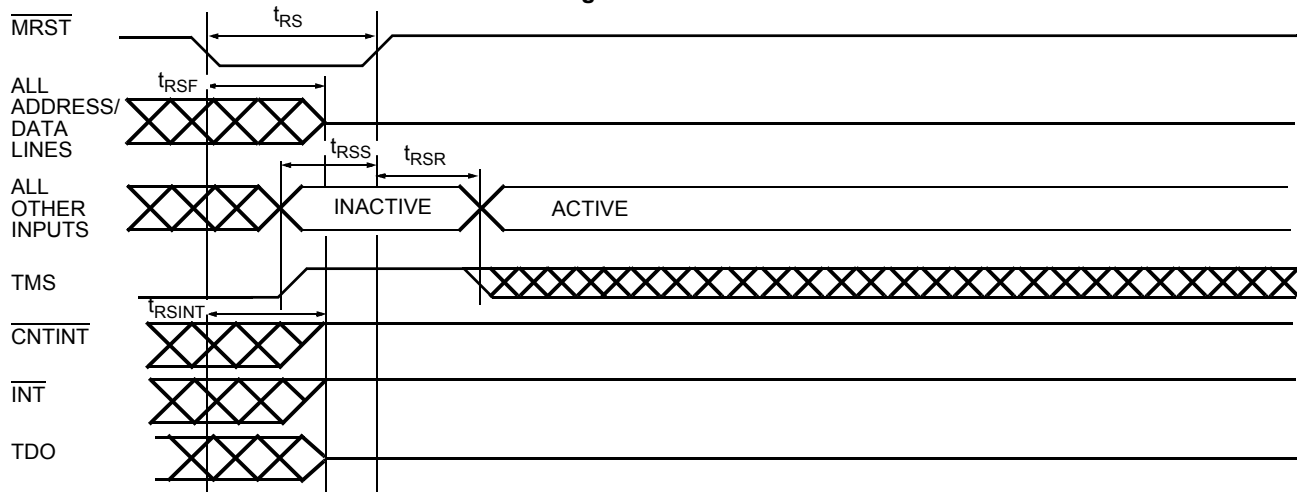 MRST
tRS
ALL
ADDRESS/
DATA
LINES
tRSF
tRSS
tRSR
ALL
OTHER
INPUTS
INACTIVE
ACTIVE
TMS
tRSINT
CNTINT
INT
TDO